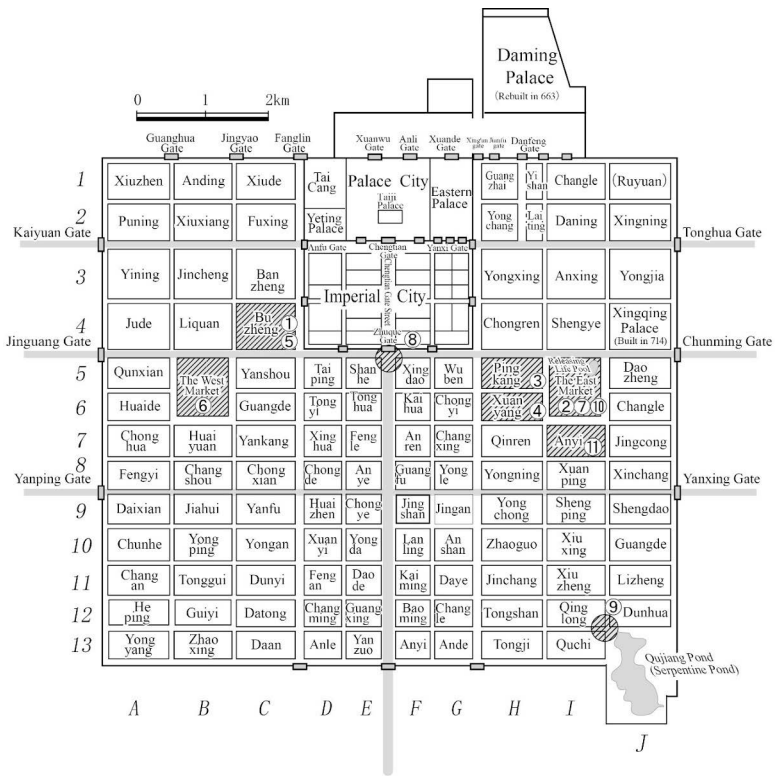 Daming
Palace
(Rebuilt in 663)
0 1 2km
Guanghua
Gate
Jingyao
Gate
Fanglin
Gate
Xuanwu
Gate
Anli
Gate
Xuande
Gate
gate
gate
Danfeng
Gate
1
Xiuzhen
Anding
Xiude
Tai
Cang
Palace City
Taiji
Palace
Eastern
Palace
Guang
zhai
Yi
shan
Changle
(Ruyuan)
2
Puning
Xiuxiang
Fuxing
Yeting
Palace
Yong
chang
Lai
ting
Daning
Xingning
Kaiyuan Gate
Tonghua Gate
Anfu Gate
Chengtian
Gate
Yanxi Gate
3
Yining
Jincheng
Ban
zheng
Chengtian Gate Street
Imperial City
Yongxing
Anxing
Yongjia
4
Jude
Liquan
Bu ①
zheng ⑤
Zhuque
Gate ⑧
Chongren
Shengye
Xingqing
Palace
(Built in 714)
Jinguang Gate
Chunming Gate
5
Qunxian
The West
Market
⑥
Yanshou
Tai
ping
Shan
he
Xing
dao
Wu
ben
Ping
kang ③
Releasing
Life Pool
The East
Market
② ⑦ ⑩
Dao
zheng
6
Huaide
Guangde
Tong
yi
Tong
hua
Kai
hua
Chong
yi
Xuan
yang ④
Changle
7
Chong
hua
Huai
yuan
Yankang
Xing
hua
Feng
le
An
ren
Chang
xing
Qinren
Anyi ⑪
Jingcong
8
Fengyi
Chang
shou
Chong
xian
Chong
de
An
ye
Guang
fu
Yong
le
Yongning
Xuan
ping
Xinchang
Yanping Gate
Yanxing Gate
9
Daixian
Jiahui
Yanfu
Huai
zhen
Chong
ye
Jing
shan
Jingan
Yong
chong
Sheng
ping
Shengdao
10
Chunhe
Yong
ping
Yongan
Xuan
yi
Yong
da
Lan
ling
An
shan
Zhaoguo
Xiu
xing
Guangde
11
Chang
an
Tonggui
Dunyi
Feng
an
Dao
de
Kai
ming
Daye
Jinchang
Xiu
zheng
Lizheng
12
He
ping
Guiyi
Datong
Chang
ming
Guang
xing
Bao
ming
Chang
le
Tongshan
Qing
long
⑨
Dunhua
13
Yong
yang
Zhao
xing
Daan
Anle
Yan
zuo
Anyi
Ande
Tongji
Quchi
Qujiang Pond
(Serpentine Pond)
A B C D E F G H I J